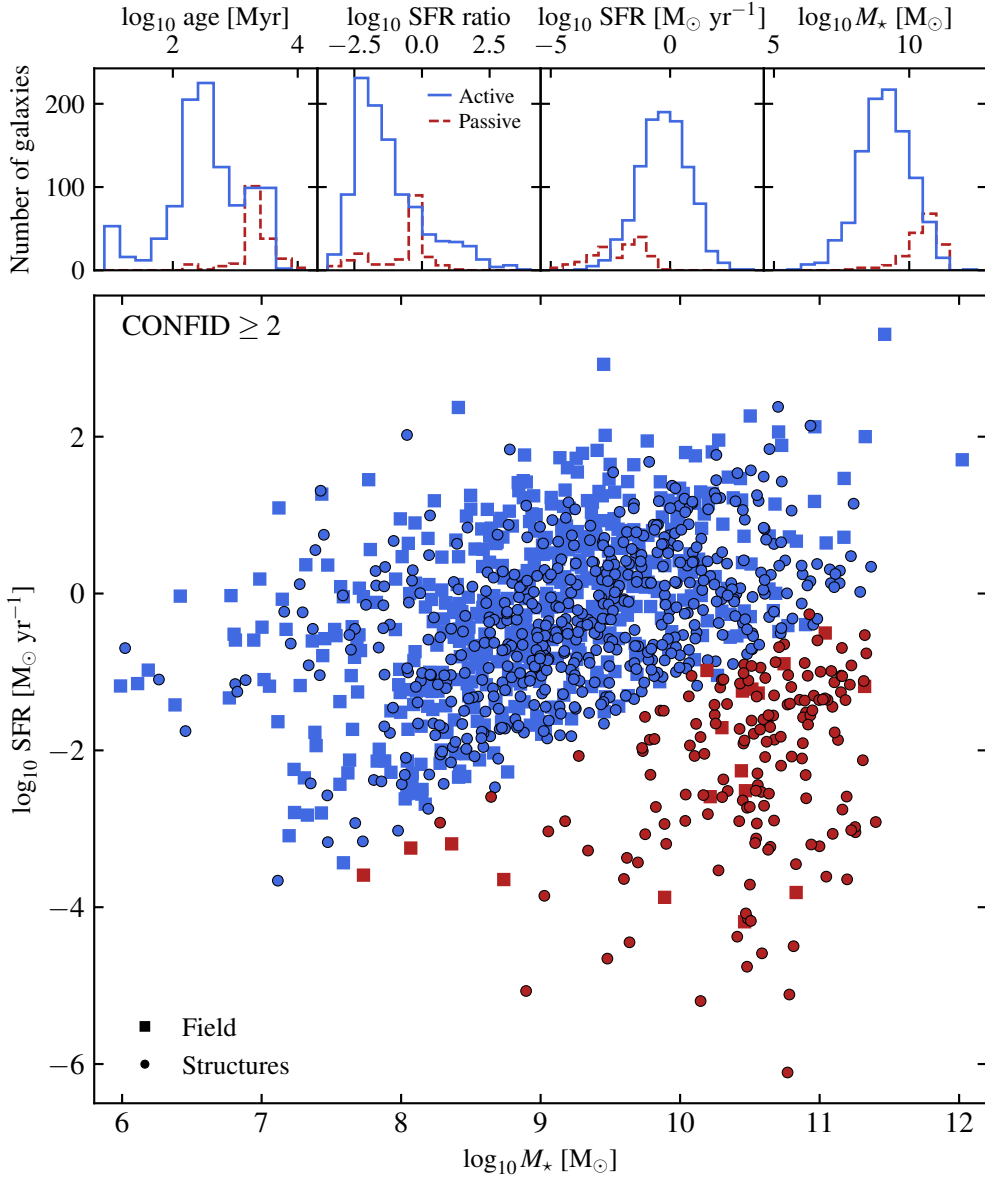 log₁₀ age [Myr] log₁₀ SFR ratio log₁₀ SFR [M⊙ yr⁻¹] log₁₀ M⋆ [M⊙]
2 4 −2.5 0.0 2.5 −5 0 5 10
Number of galaxies
200
100
0
Active
Passive
CONFID ≥ 2
log₁₀ SFR [M⊙ yr⁻¹]
2
0
−2
−4
−6
Field
Structures
6 7 8 9 10 11 12
log₁₀ M⋆ [M⊙]